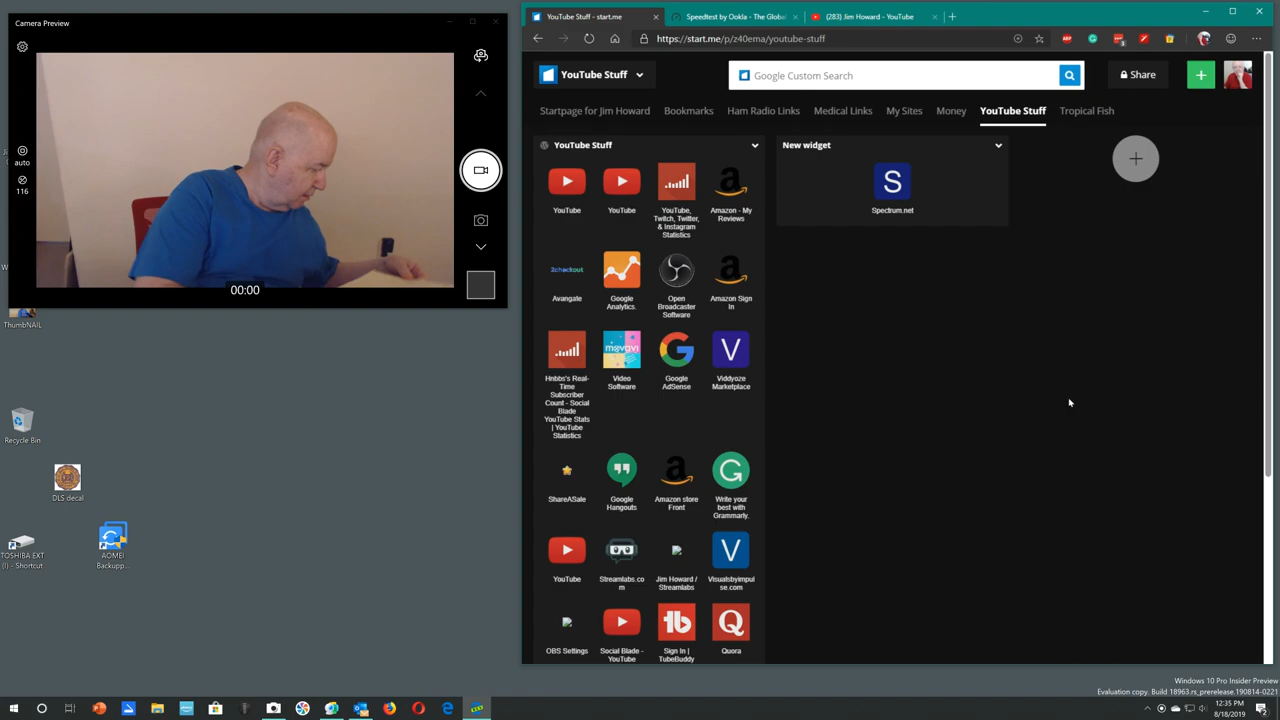 Camera Preview
auto
116
00:00
ThumbNAIL
Recycle Bin
DLS decal
TOSHIBA EXT
(I) - Shortcut
AOMEI
Backupp...
YouTube Stuff - start.me
Speedtest by Ookla - The Global
(283) Jim Howard - YouTube
https://start.me/p/z40ema/youtube-stuff
YouTube Stuff
Google Custom Search
Share
Startpage for Jim Howard
Bookmarks
Ham Radio Links
Medical Links
My Sites
Money
YouTube Stuff
Tropical Fish
YouTube Stuff
YouTube
YouTube
YouTube,
Twitch, Twitter,
& Instagram
Statistics
Amazon - My
Reviews
2checkout
Avangate
Google
Analytics.
Open
Broadcaster
Software
Amazon Sign
In
Hnbbs's Real-
Time
Subscriber
Count - Social
Blade
YouTube Stats
| YouTube
Statistics
movavi
Video
Software
Google
AdSense
V
Viddyoze
Marketplace
ShareASale
Google
Hangouts
Amazon store
Front
Write your
best with
Grammarly.
YouTube
Streamlabs.co
m
Jim Howard /
Streamlabs
V
Visualsbyimpul
se.com
OBS Settings
Social Blade -
YouTube
tb
Sign In |
TubeBuddy
Q
Quora
New widget
S
Spectrum.net
Windows 10 Pro Insider Preview
Evaluation copy. Build 18963.rs_prerelease.190814-0221
12:35 PM
8/18/2019
2